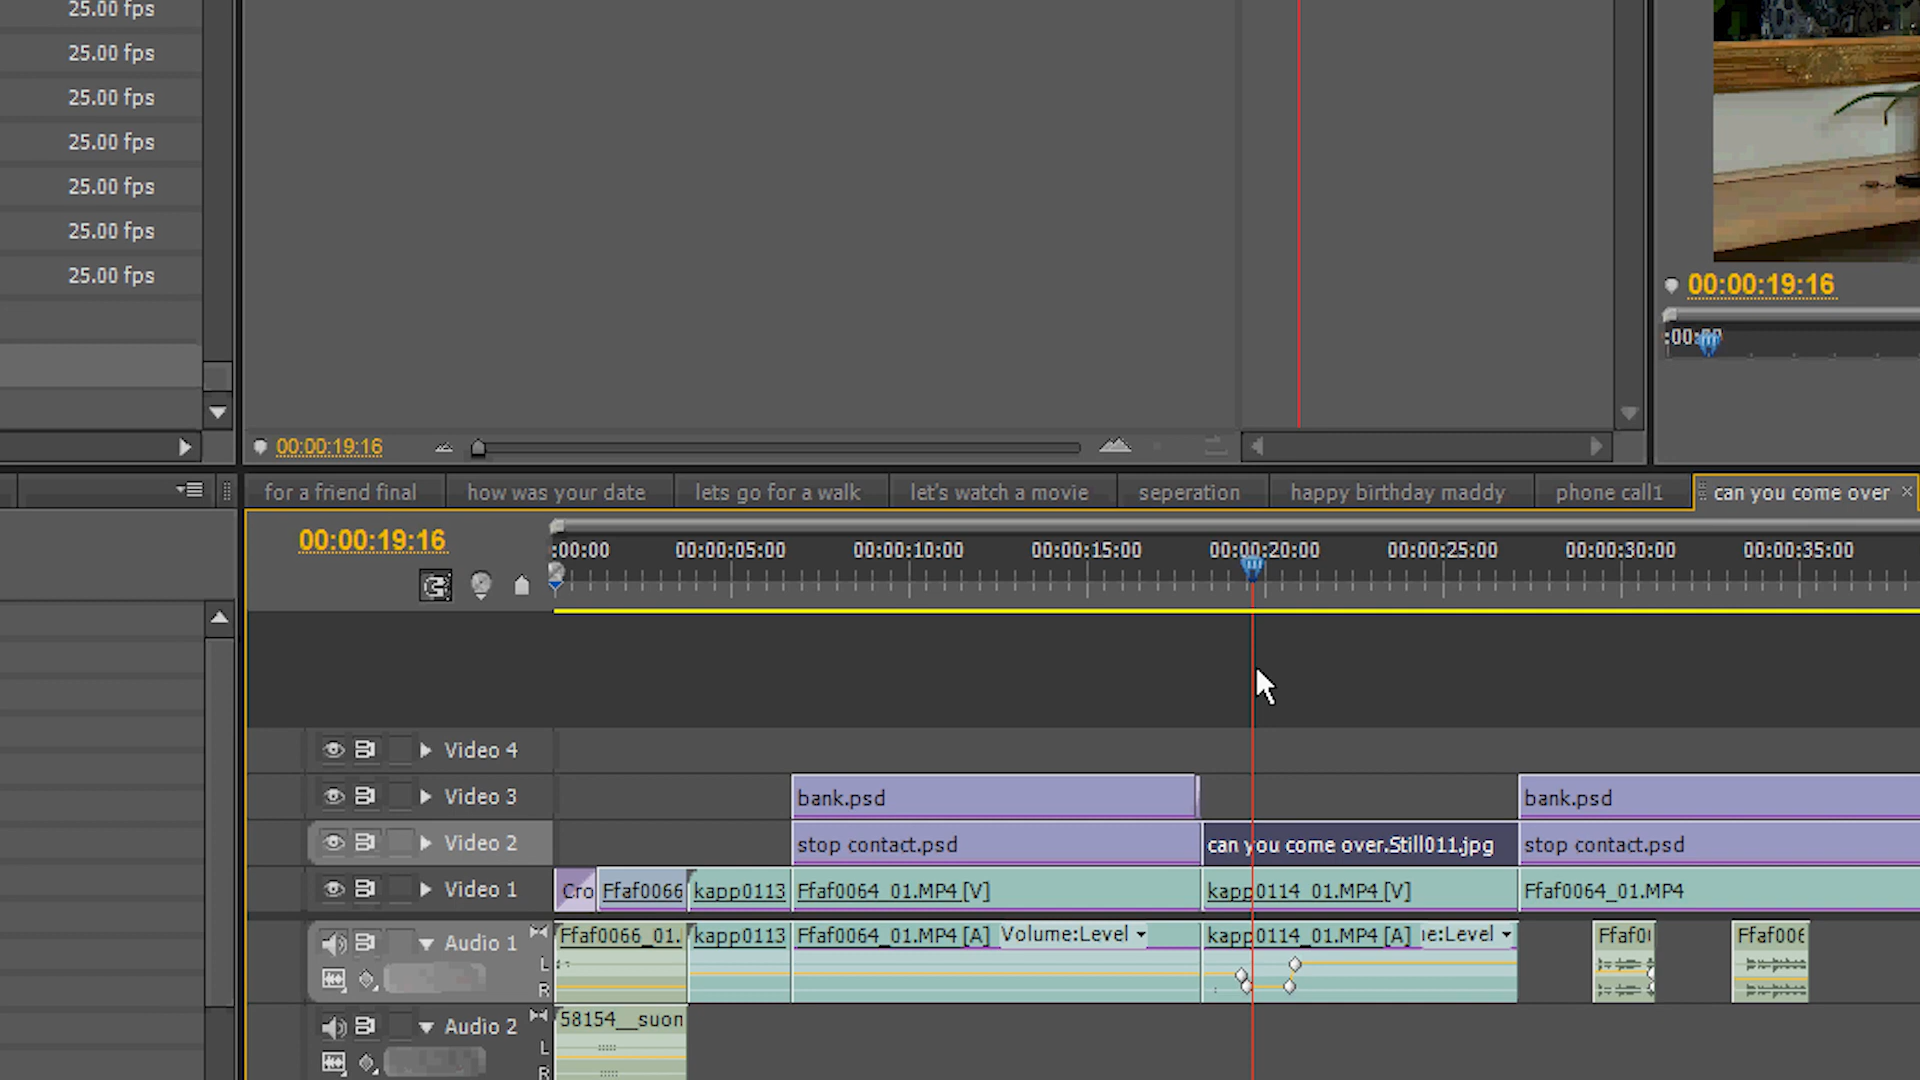 25.00 fps
25.00 fps
25.00 fps
25.00 fps
25.00 fps
25.00 fps
25.00 fps
00:00:19:16
:00:00
00:00:19:16
for a friend final
how was your date
lets go for a walk
let's watch a movie
seperation
happy birthday maddy
phone call1
can you come over
00:00:19:16
:00:00
00:00:05:00
00:00:10:00
00:00:15:00
00:00:20:00
00:00:25:00
00:00:30:00
00:00:35:00
Video 4
Video 3
bank.psd
bank.psd
Video 2
stop contact.psd
can you come over.Still011.jpg
stop contact.psd
Video 1
Cro
Ffaf0066
kapp0113
Ffaf0064_01.MP4 [V]
kapp0114_01.MP4 [V]
Ffaf0064_01.MP4
Audio 1
Ffaf0066_01.
kapp0113
Ffaf0064_01.MP4 [A]
Volume:Level
kapp0114_01.MP4 [A]
ıe:Level
Ffaf0
Ffaf006
L
R
Audio 2
58154__suon
L
R